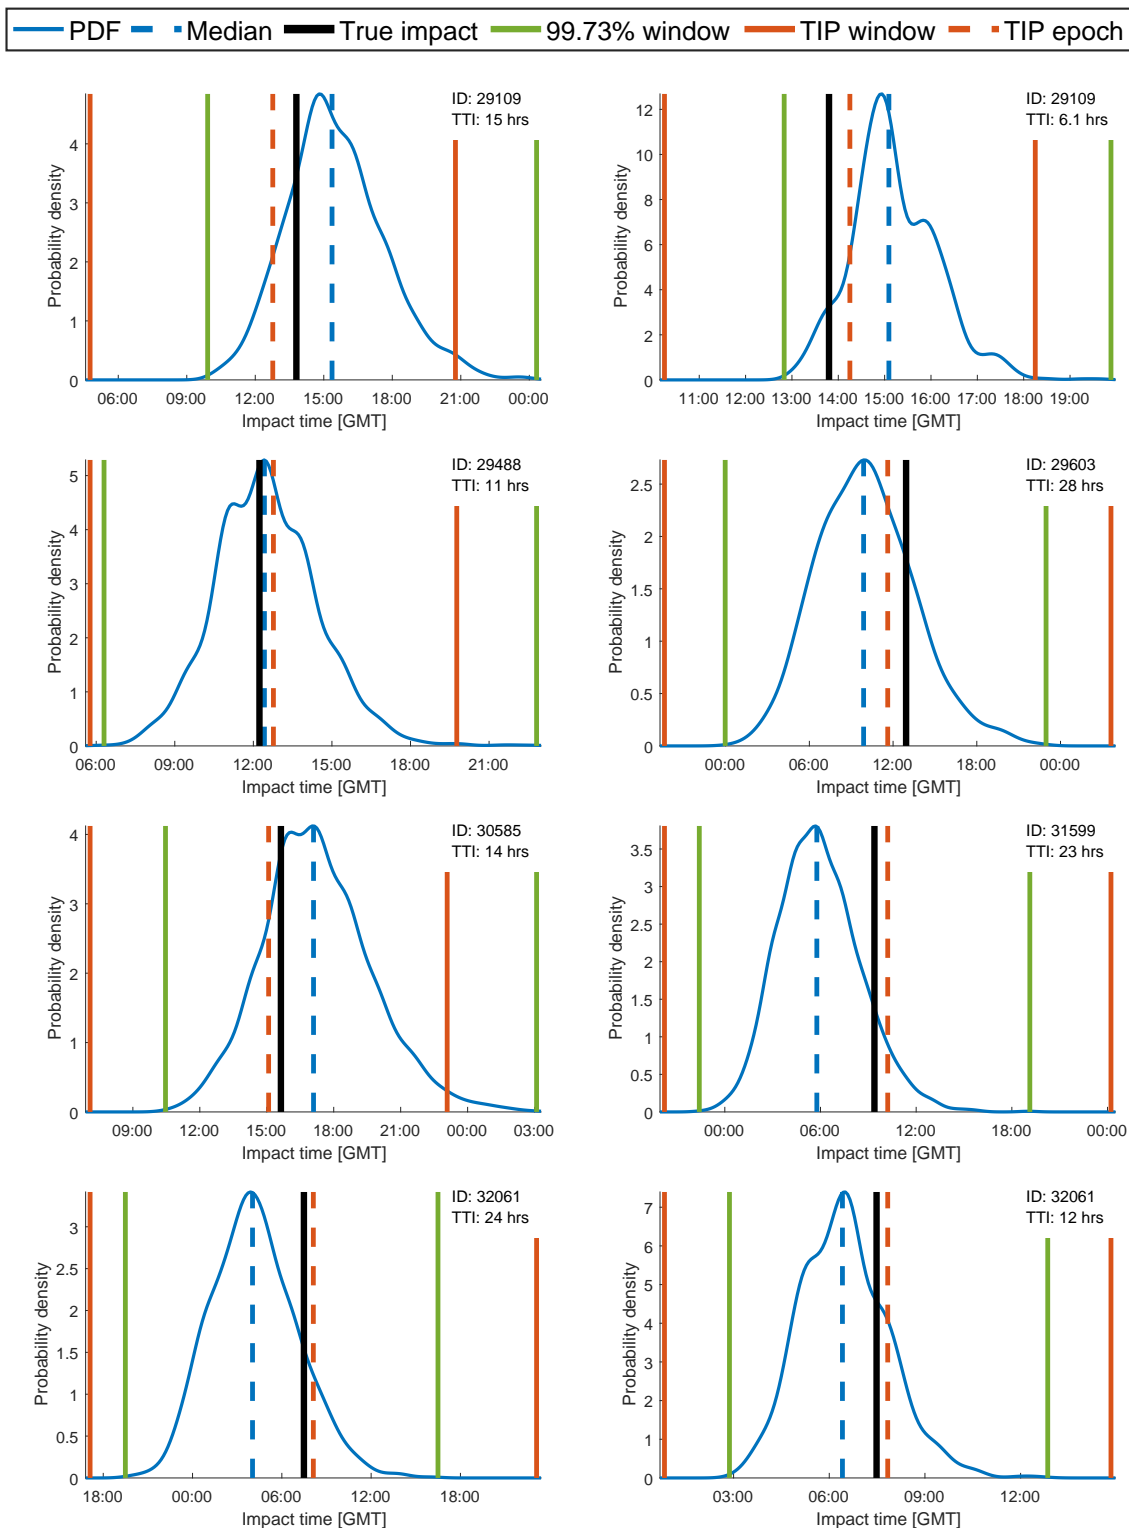 PDF Median True impact 99.73% window TIP window TIP epoch
ID: 29109
TTI: 15 hrs
Probability density
4
3
2
1
0
06:00 09:00 12:00 15:00 18:00 21:00 00:00
Impact time [GMT]
ID: 29109
TTI: 6.1 hrs
Probability density
12
10
8
6
4
2
0
11:00 12:00 13:00 14:00 15:00 16:00 17:00 18:00 19:00
Impact time [GMT]
ID: 29488
TTI: 11 hrs
Probability density
5
4
3
2
1
0
06:00 09:00 12:00 15:00 18:00 21:00
Impact time [GMT]
ID: 29603
TTI: 28 hrs
Probability density
2.5
2
1.5
1
0.5
0
00:00 06:00 12:00 18:00 00:00
Impact time [GMT]
ID: 30585
TTI: 14 hrs
Probability density
4
3
2
1
0
09:00 12:00 15:00 18:00 21:00 00:00 03:00
Impact time [GMT]
ID: 31599
TTI: 23 hrs
Probability density
3.5
3
2.5
2
1.5
1
0.5
0
00:00 06:00 12:00 18:00 00:00
Impact time [GMT]
ID: 32061
TTI: 24 hrs
Probability density
3
2.5
2
1.5
1
0.5
0
18:00 00:00 06:00 12:00 18:00
Impact time [GMT]
ID: 32061
TTI: 12 hrs
Probability density
7
6
5
4
3
2
1
0
03:00 06:00 09:00 12:00
Impact time [GMT]